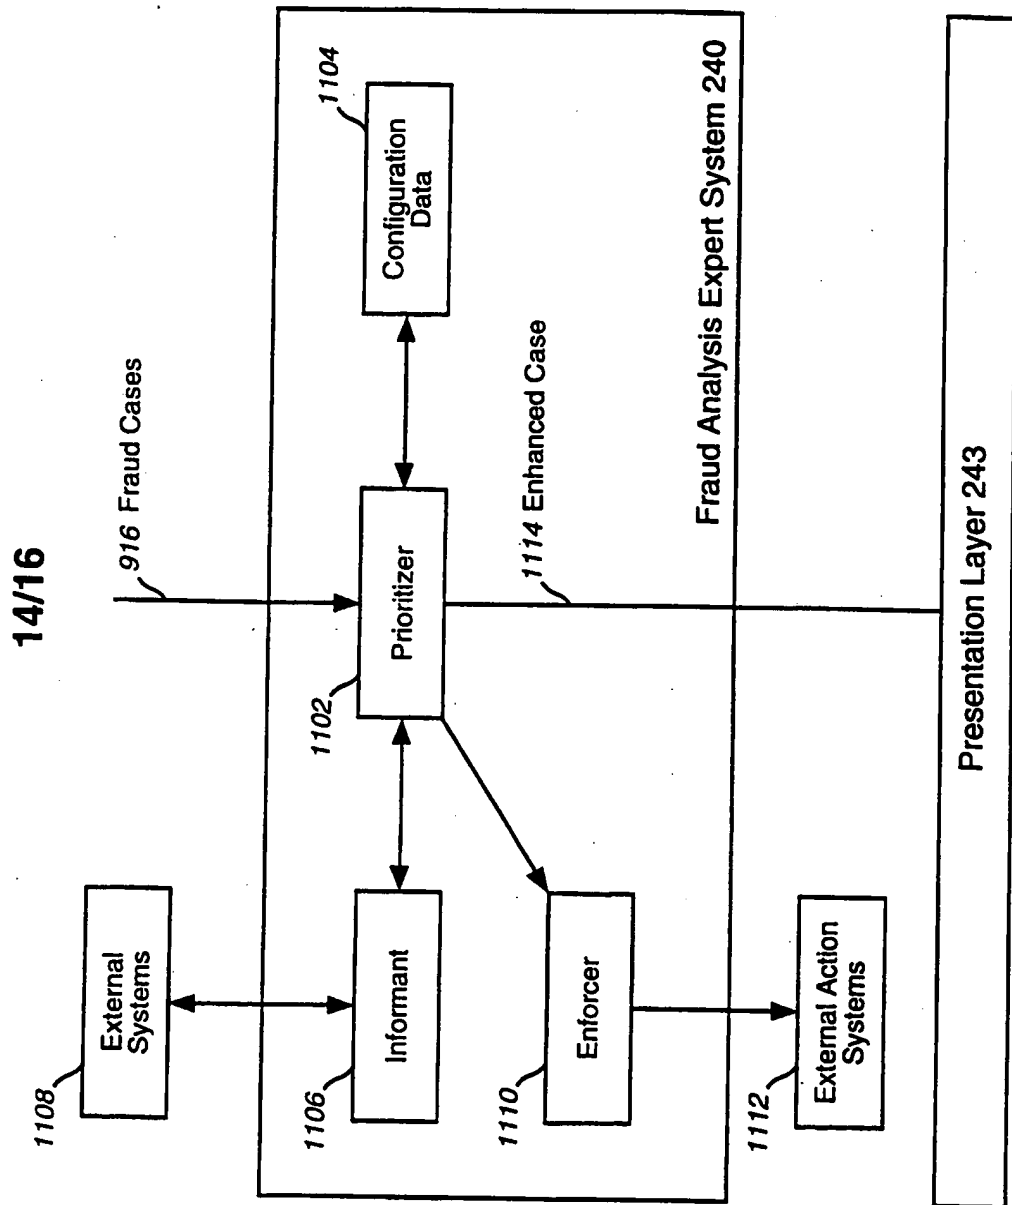 14/16
916 Fraud Cases
1108
External
Systems
1106
Informant
1102
Prioritizer
1104
Configuration
Data
1110
Enforcer
1114 Enhanced Case
Fraud Analysis Expert System 240
1112
External Action
Systems
Presentation Layer 243